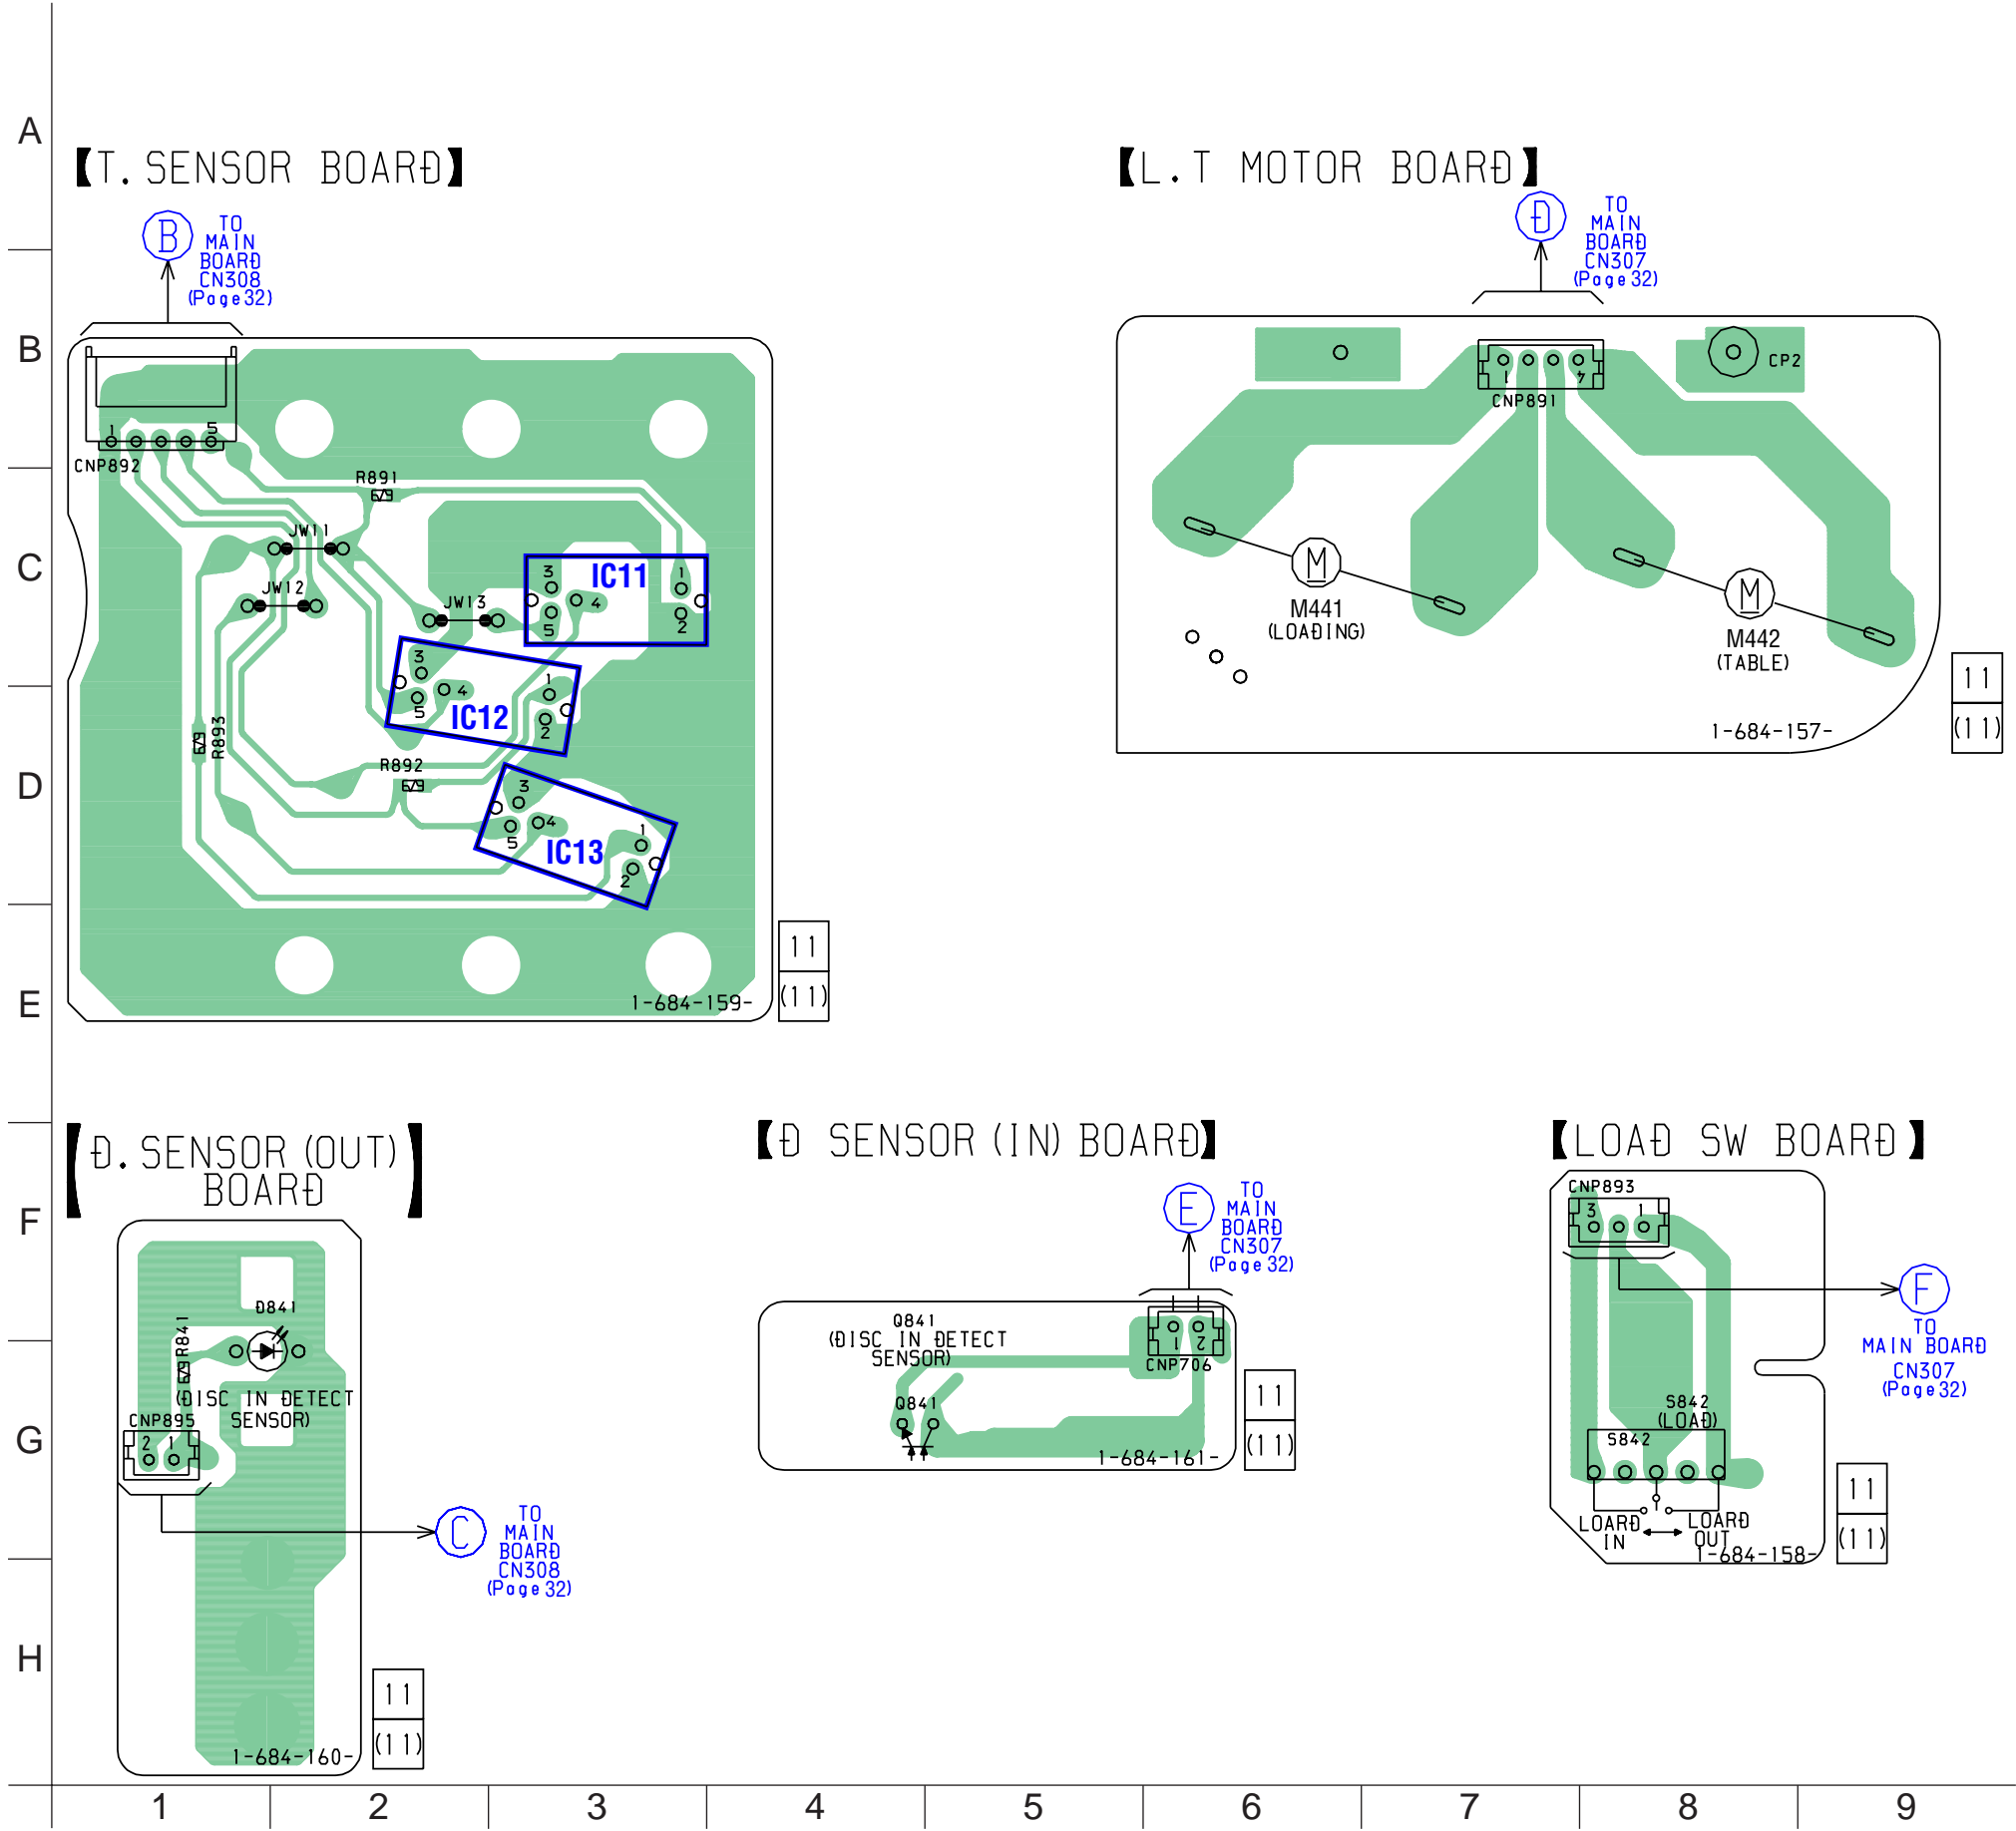 A
B
C
D
E
F
G
H
1
2
3
4
5
6
7
8
9
【T. SENSOR BOARD】
B
TO
MAIN
BOARD
CN308
(Page 32)
1
5
CNP892
R891
JW11
JW12
JW13
3
IC11
1
4
5
2
3
4
1
5
IC12
2
R893
R892
3
4
1
5
IC13
2
1-684-159-
11
(11)
【L.T MOTOR BOARD】
D
TO
MAIN
BOARD
CN307
(Page 32)
1
4
CNP891
CP2
M
M441
(LOADING)
M
M442
(TABLE)
1-684-157-
11
(11)
【D. SENSOR (OUT)
BOARD】
D841
R841
(DISC IN DETECT
SENSOR)
CNP895
2
1
C
TO
MAIN
BOARD
CN308
(Page 32)
1-684-160-
11
(11)
【D SENSOR (IN) BOARD】
E
TO
MAIN
BOARD
CN307
(Page 32)
Q841
(DISC IN DETECT
SENSOR)
1
2
CNP706
Q841
1-684-161-
11
(11)
【LOAD SW BOARD】
CNP893
3
1
F
TO
MAIN BOARD
CN307
(Page 32)
S842
(LOAD)
S842
LOARD
IN
LOARD
OUT
1-684-158-
11
(11)